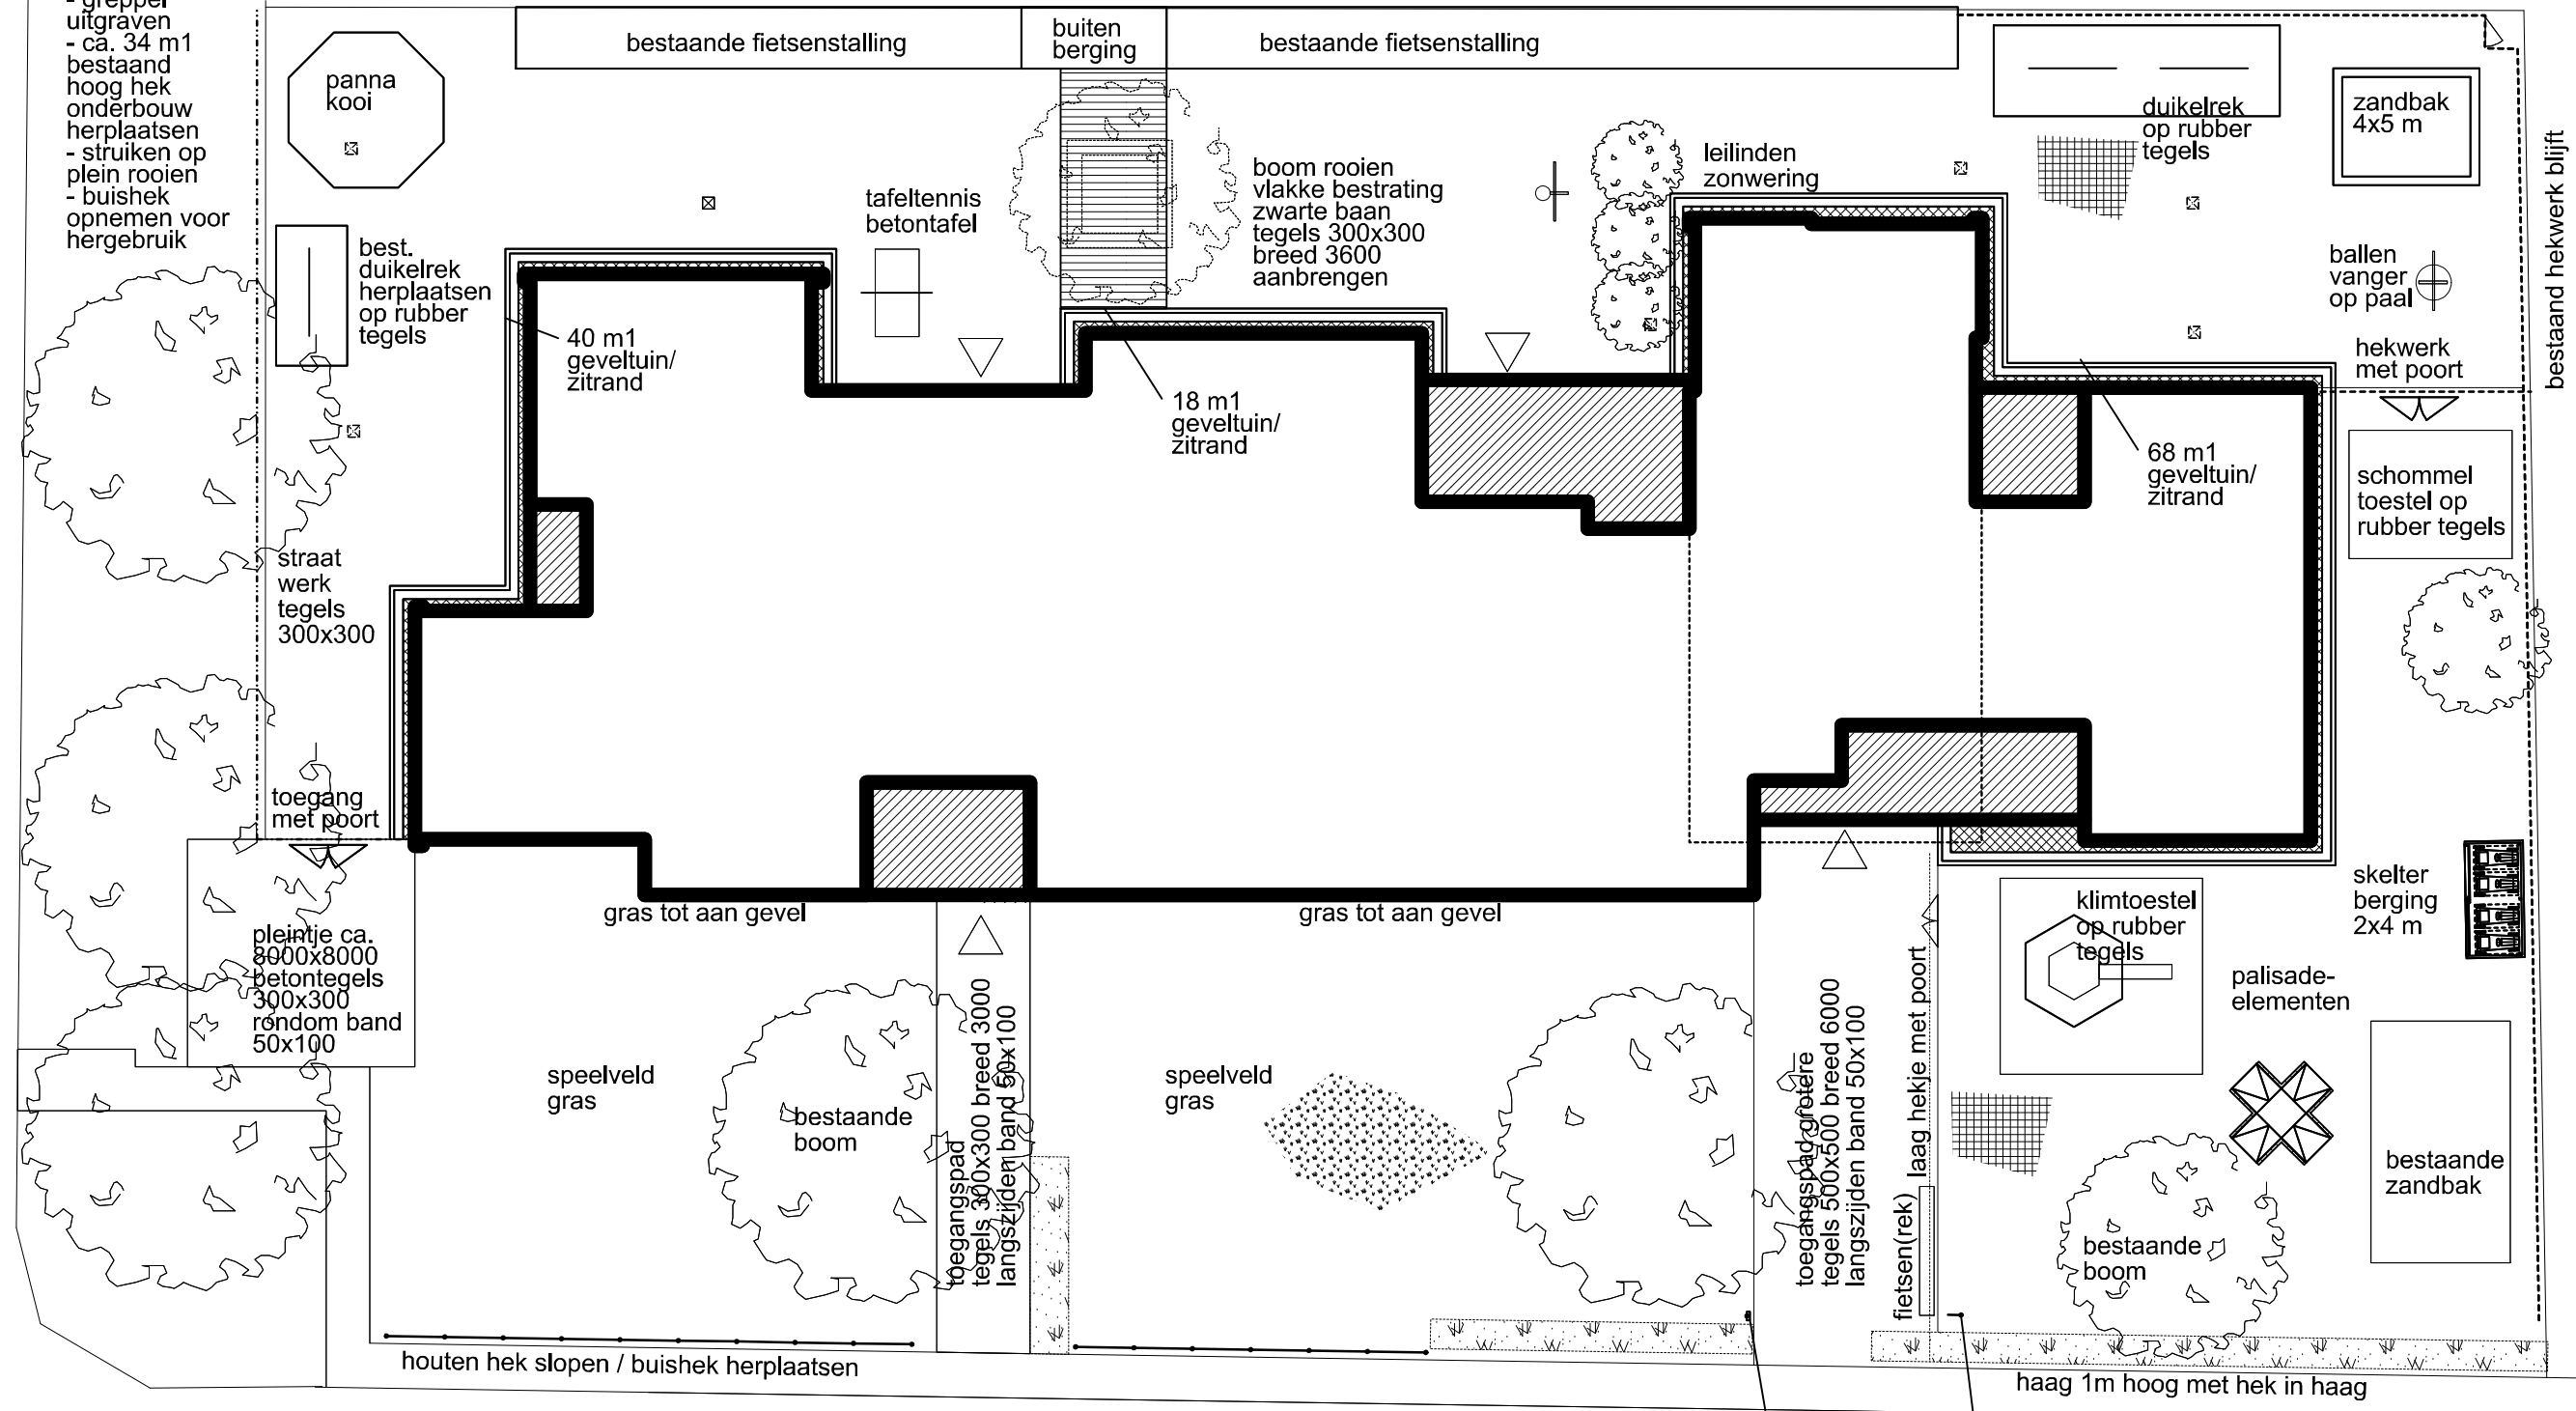 - greppel
uitgraven
- ca. 34 m1
bestaand
hoog hek
onderbouw
herplaatsen
- struiken op
plein rooien
- buishek
opnemen voor
hergebruik
panna
kooi
bestaande fietsenstalling
buiten
berging
bestaande fietsenstalling
duikelrek
op rubber
tegels
zandbak
4x5 m
bestaand hekwerk blijft
best.
duikelrek
herplaatsen
op rubber
tegels
40 m1
geveltuin/
zitrand
tafeltennis
betontafel
boom rooien
vlakke bestrating
zwarte baan
tegels 300x300
breed 3600
aanbrengen
leilinden
zonwering
ballen
vanger
op paal
hekwerk
met poort
18 m1
geveltuin/
zitrand
68 m1
geveltuin/
zitrand
schommel
toestel op
rubber tegels
straat
werk
tegels
300x300
toegang
met poort
pleintje ca.
8000x8000
betontegels
300x300
rondom band
50x100
gras tot aan gevel
gras tot aan gevel
klimtoestel
op rubber
tegels
skelter
berging
2x4 m
palisade-
elementen
speelveld
gras
bestaande
boom
toegangspad
tegels 300x300 breed 3000
langszijden band 50x100
speelveld
gras
toegangspad grotere
tegels 500x500 breed 6000
langszijden band 50x100
fietsen(rek)
laag hekje met poort
bestaande
boom
bestaande
zandbak
houten hek slopen / buishek herplaatsen
haag 1m hoog met hek in haag